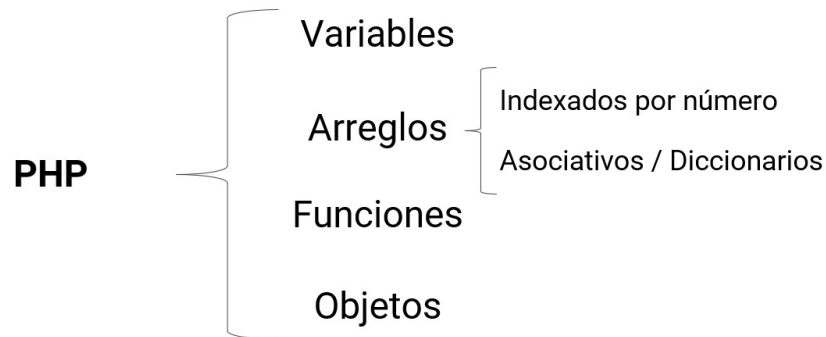 PHP
Variables
Arreglos
Indexados por número
Asociativos / Diccionarios
Funciones
Objetos